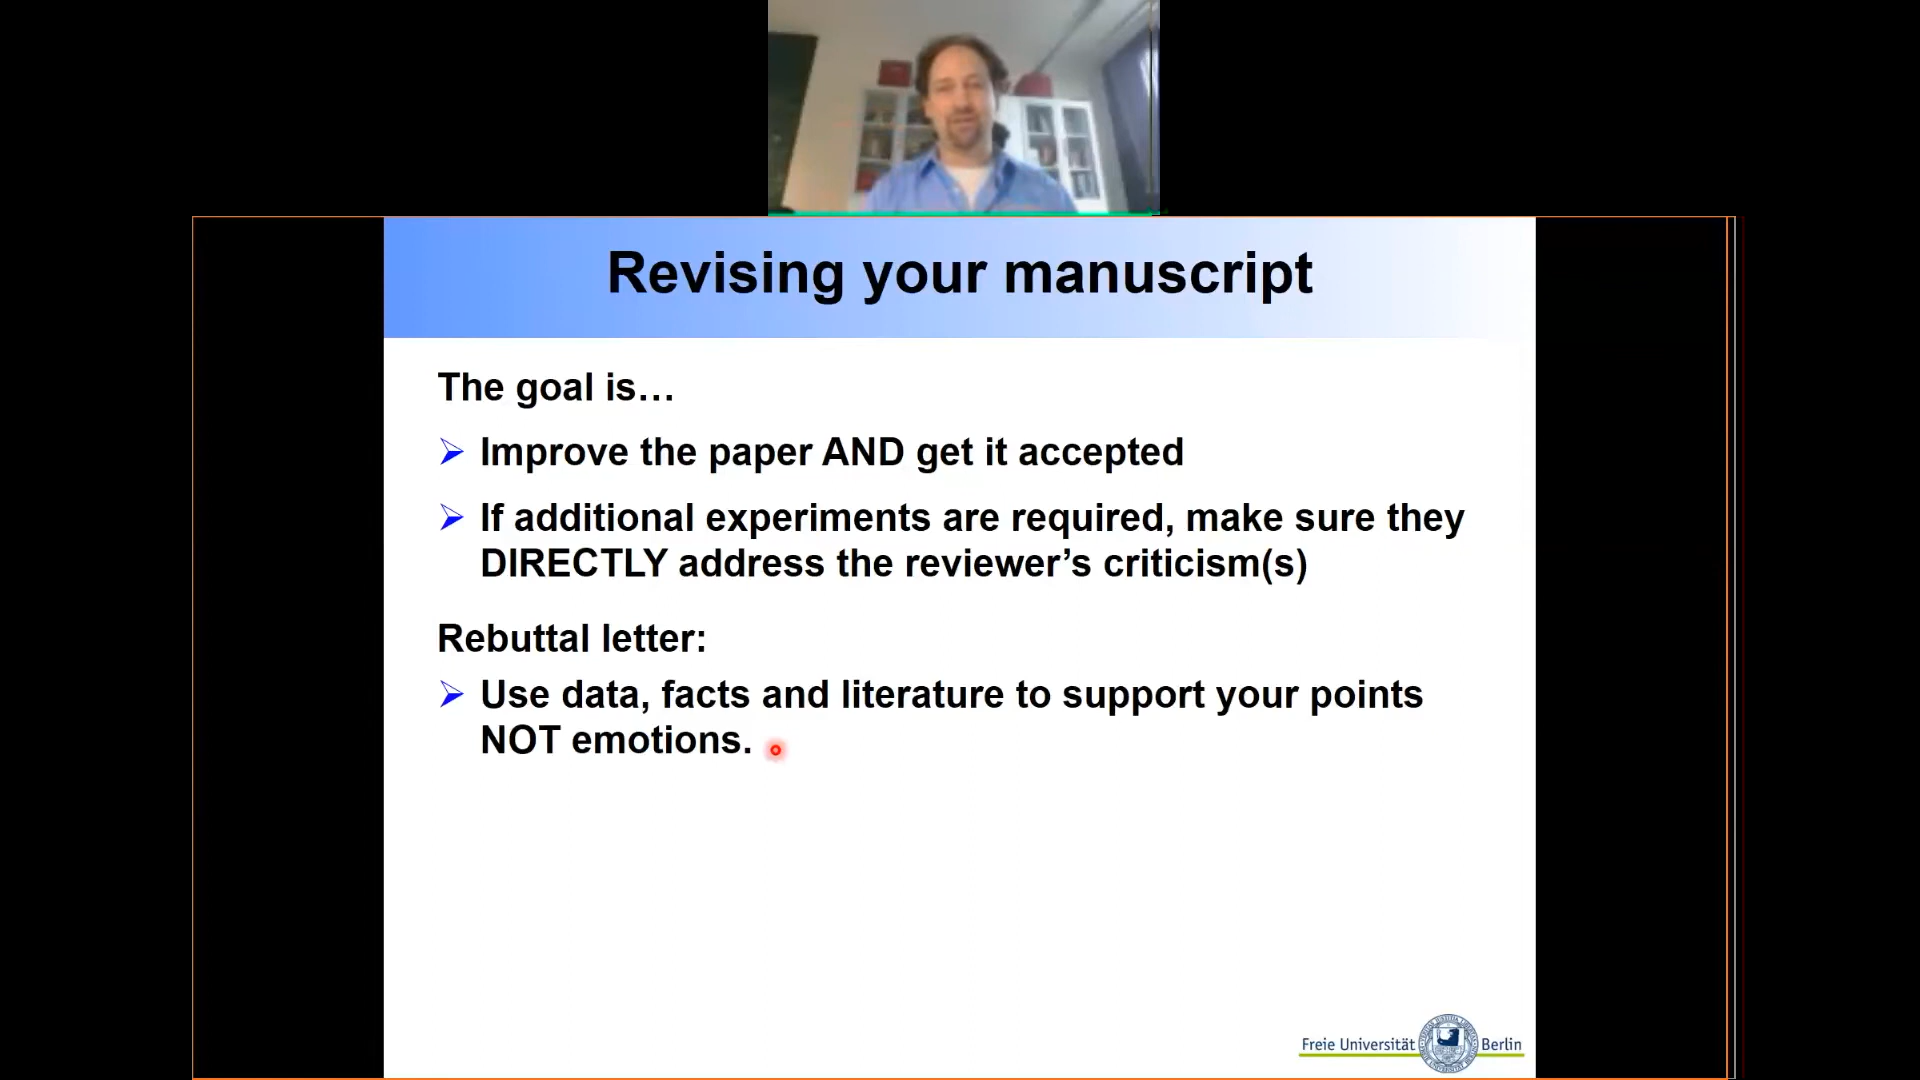 Revising your manuscript
The goal is…
Improve the paper AND get it accepted
If additional experiments are required, make sure they
DIRECTLY address the reviewer’s criticism(s)
Rebuttal letter:
Use data, facts and literature to support your points
NOT emotions.
Freie Universität Berlin